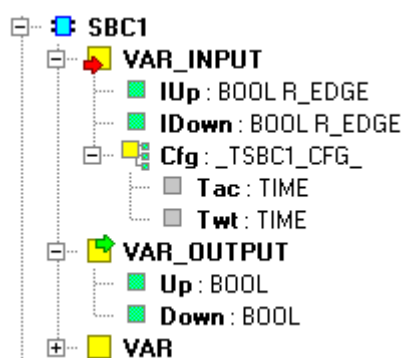 SBC1
VAR_INPUT
IUp : BOOL R_EDGE
IDown : BOOL R_EDGE
Cfg : _TSBC1_CFG_
Tac : TIME
Twt : TIME
VAR_OUTPUT
Up : BOOL
Down : BOOL
VAR